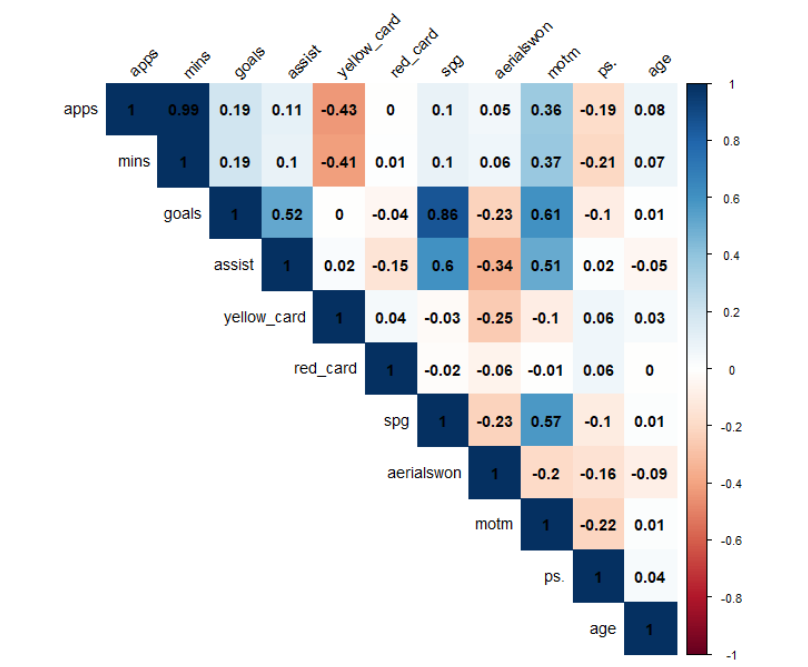 apps mins goals assist yellow_card red_card spg aerialswon motm ps. age
apps 1 0.99 0.19 0.11 -0.43 0 0.1 0.05 0.36 -0.19 0.08
mins 1 0.19 0.1 -0.41 0.01 0.1 0.06 0.37 -0.21 0.07
goals 1 0.52 0 -0.04 0.86 -0.23 0.61 -0.1 0.01
assist 1 0.02 -0.15 0.6 -0.34 0.51 0.02 -0.05
yellow_card 1 0.04 -0.03 -0.25 -0.1 0.06 0.03
red_card 1 -0.02 -0.06 -0.01 0.06 0
spg 1 -0.23 0.57 -0.1 0.01
aerialswon 1 -0.2 -0.16 -0.09
motm 1 -0.22 0.01
ps. 1 0.04
age 1
1
0.8
0.6
0.4
0.2
0
-0.2
-0.4
-0.6
-0.8
-1